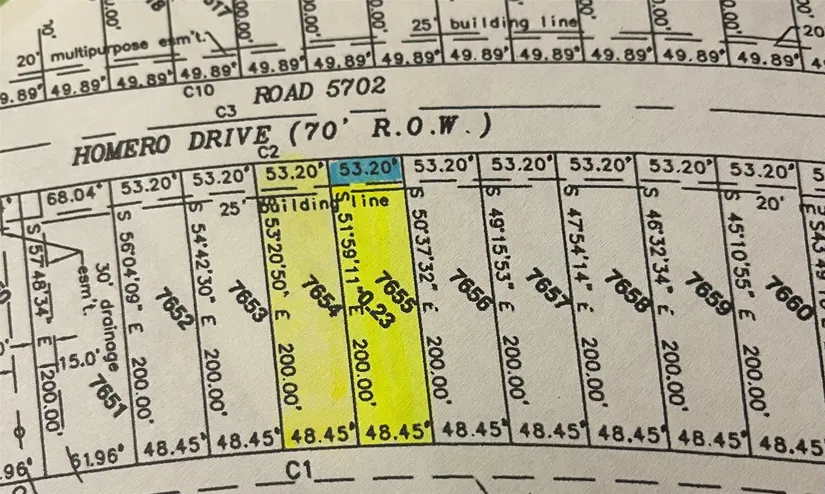 25' building line
20' multipurpose esm't.
49.89' 49.89' 49.89' 49.89' 49.89' 49.89' 49.89' 49.89' 49.89' 49.89'
C10 ROAD 5702
C3
HOMERO DRIVE (70' R.O.W.)
C2
68.04' 53.20' 53.20' 53.20' 53.20' 53.20' 53.20' 53.20' 53.20' 53.20'
25' building line
20'
S 57°48'34" E 200.00'
30' drainage esm't.
15.0'
7651
S 56°04'09" E 200.00'
7652
S 54°42'30" E 200.00'
7653
S 53°20'50" E 200.00'
7654
S 51°59'11" E 200.00'
7655
0.23
S 50°37'32" E 200.00'
7656
S 49°15'53" E 200.00'
7657
S 47°54'14" E 200.00'
7658
S 46°32'34" E 200.00'
7659
S 45°10'55" E 200.00'
7660
61.96' 48.45' 48.45' 48.45' 48.45' 48.45' 48.45' 48.45' 48.45' 48.45'
C1